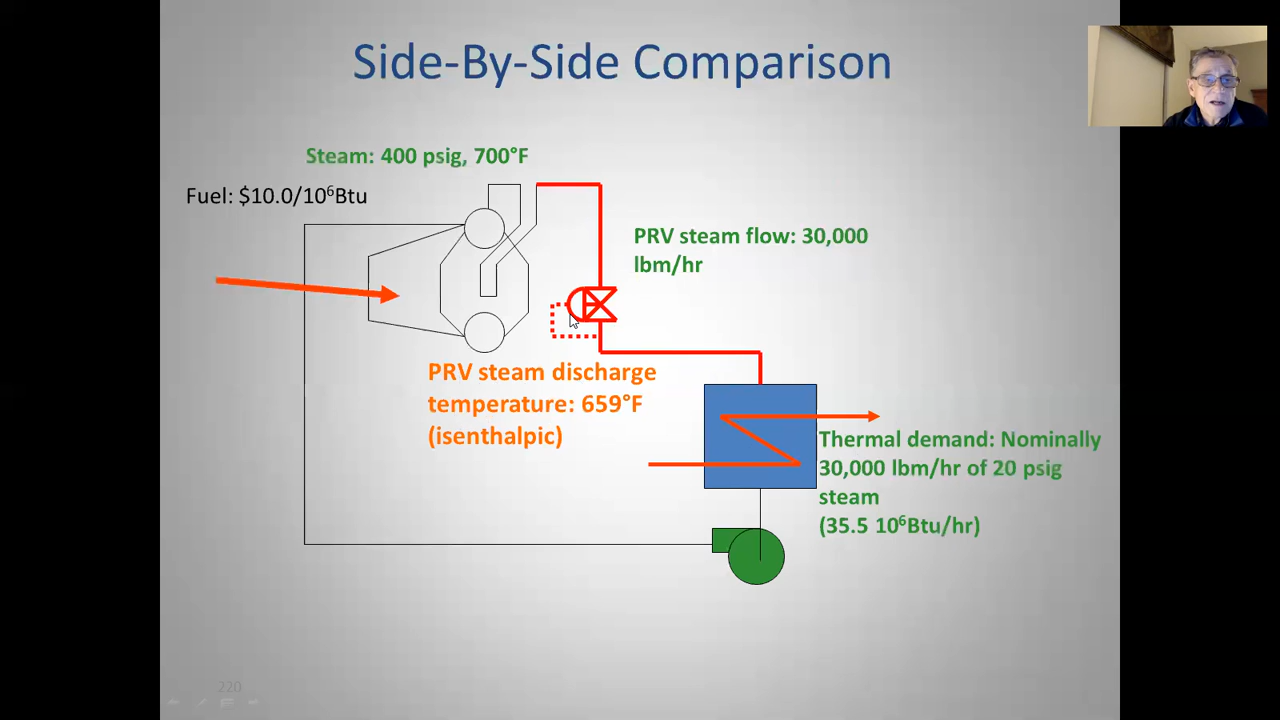 Side-By-Side Comparison
Steam: 400 psig, 700°F
Fuel: $10.0/10⁶Btu
PRV steam flow: 30,000
lbm/hr
PRV steam discharge
temperature: 659°F
(isenthalpic)
Thermal demand: Nominally
30,000 lbm/hr of 20 psig
steam
(35.5 10⁶Btu/hr)
220